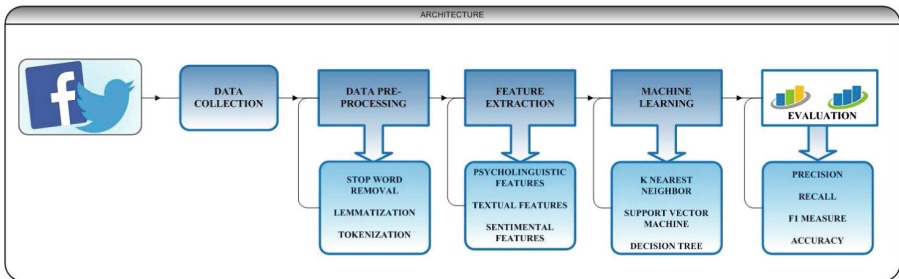 ARCHITECTURE
f
DATA
COLLECTION
DATA PRE-
PROCESSING
FEATURE
EXTRACTION
MACHINE
LEARNING
EVALUATION
STOP WORD
REMOVAL
LEMMATIZATION
TOKENIZATION
PSYCHOLINGUISTIC
FEATURES
TEXTUAL FEATURES
SENTIMENTAL
FEATURES
K NEAREST
NEIGHBOR
SUPPORT VECTOR
MACHINE
DECISION TREE
PRECISION
RECALL
F1 MEASURE
ACCURACY